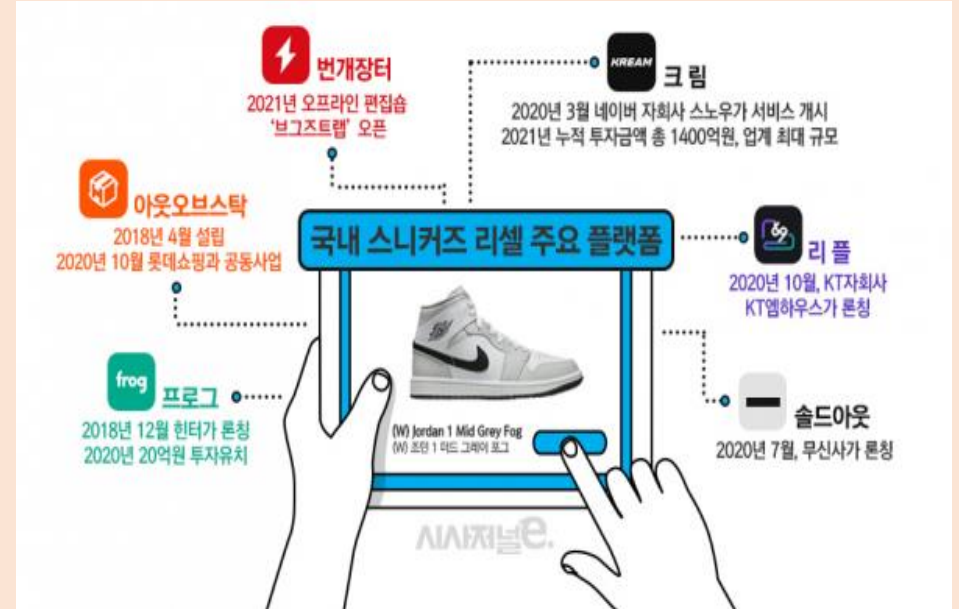 번개장터
2021년 오프라인 편집숍
'브그즈트랩' 오픈
KREAM
크림
2020년 3월 네이버 자회사 스노우가 서비스 개시
2021년 누적 투자금액 총 1400억원, 업계 최대 규모
아웃오브스탁
2018년 4월 설립
2020년 10월 롯데쇼핑과 공동사업
국내 스니커즈 리셀 주요 플랫폼
리플
2020년 10월, KT자회사
KT엠하우스가 론칭
frog
프로그
2018년 12월 힌터가 론칭
2020년 20억원 투자유치
(W) Jordan 1 Mid Grey Fog
(W) 조던 1 미드 그레이 포그
솔드아웃
2020년 7월, 무신사가 론칭
시사저널e.